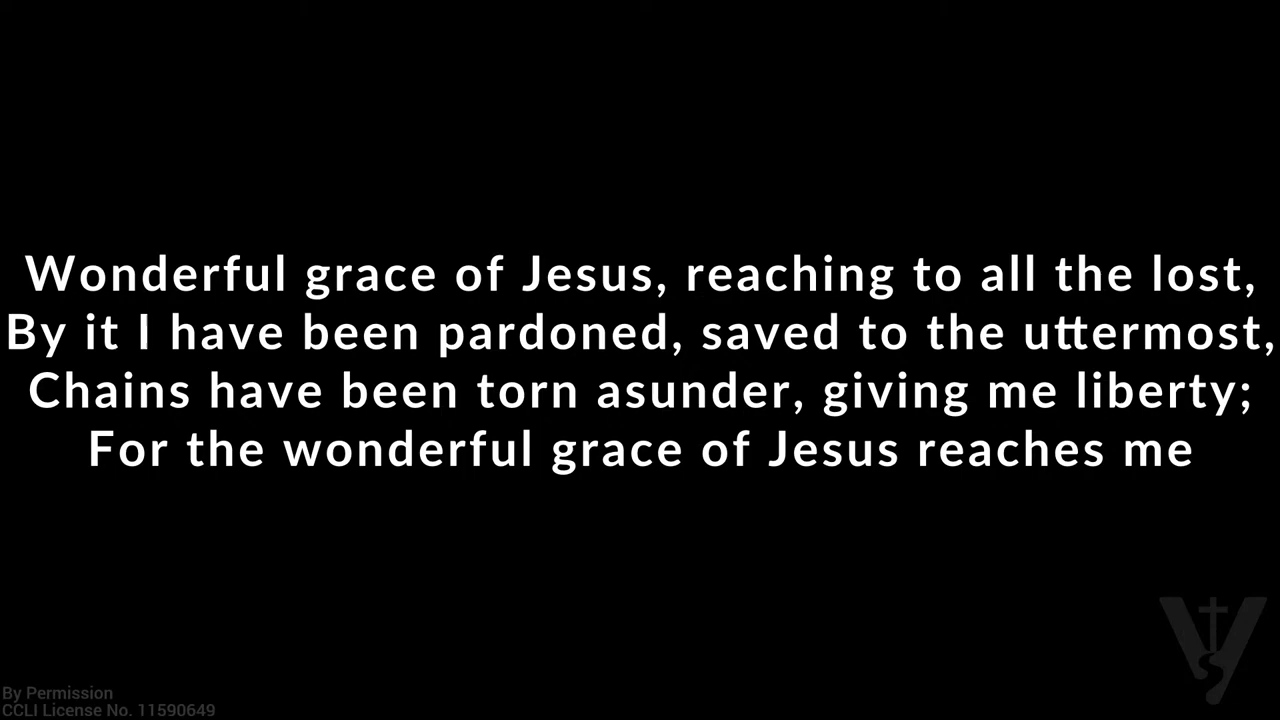 Wonderful grace of Jesus, reaching to all the lost,
By it I have been pardoned, saved to the uttermost,
Chains have been torn asunder, giving me liberty;
For the wonderful grace of Jesus reaches me
By Permission
CCLI License No. 11590649